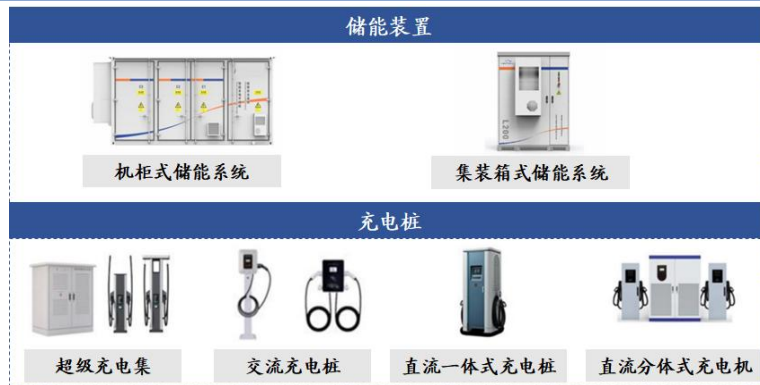 储能装置
L200
机柜式储能系统
集装箱式储能系统
充电桩
超级充电集
交流充电桩
直流一体式充电桩
直流分体式充电机